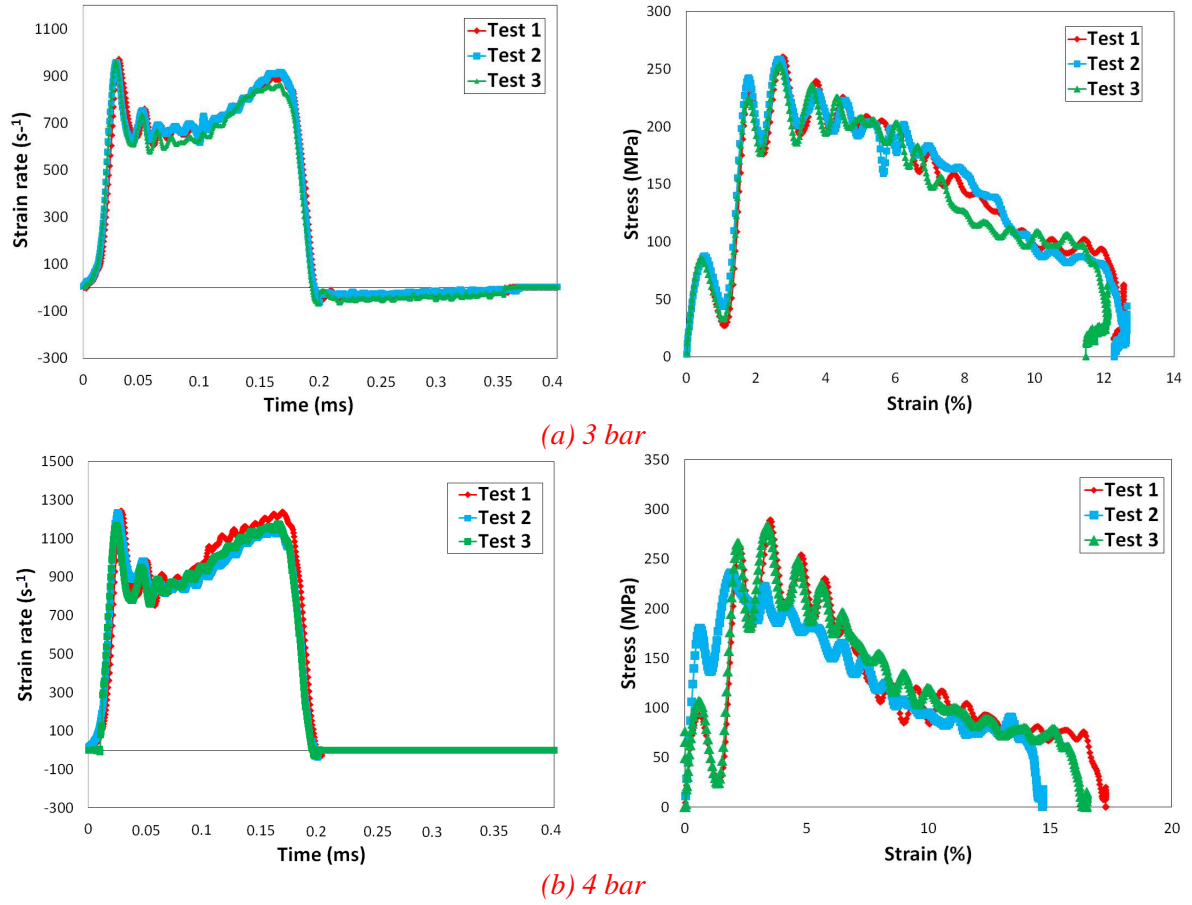 Strain rate (s⁻¹)
1100
900
700
500
300
100
-100
-300
0 0.05 0.1 0.15 0.2 0.25 0.3 0.35 0.4
Time (ms)
Test 1
Test 2
Test 3
Stress (MPa)
300
250
200
150
100
50
0
0 2 4 6 8 10 12 14
Strain (%)
Test 1
Test 2
Test 3
(a) 3 bar
Strain rate (s⁻¹)
1500
1300
1100
900
700
500
300
100
-100
-300
0 0.05 0.1 0.15 0.2 0.25 0.3 0.35 0.4
Time (ms)
Test 1
Test 2
Test 3
Stress (MPa)
350
300
250
200
150
100
50
0
0 5 10 15 20
Strain (%)
Test 1
Test 2
Test 3
(b) 4 bar